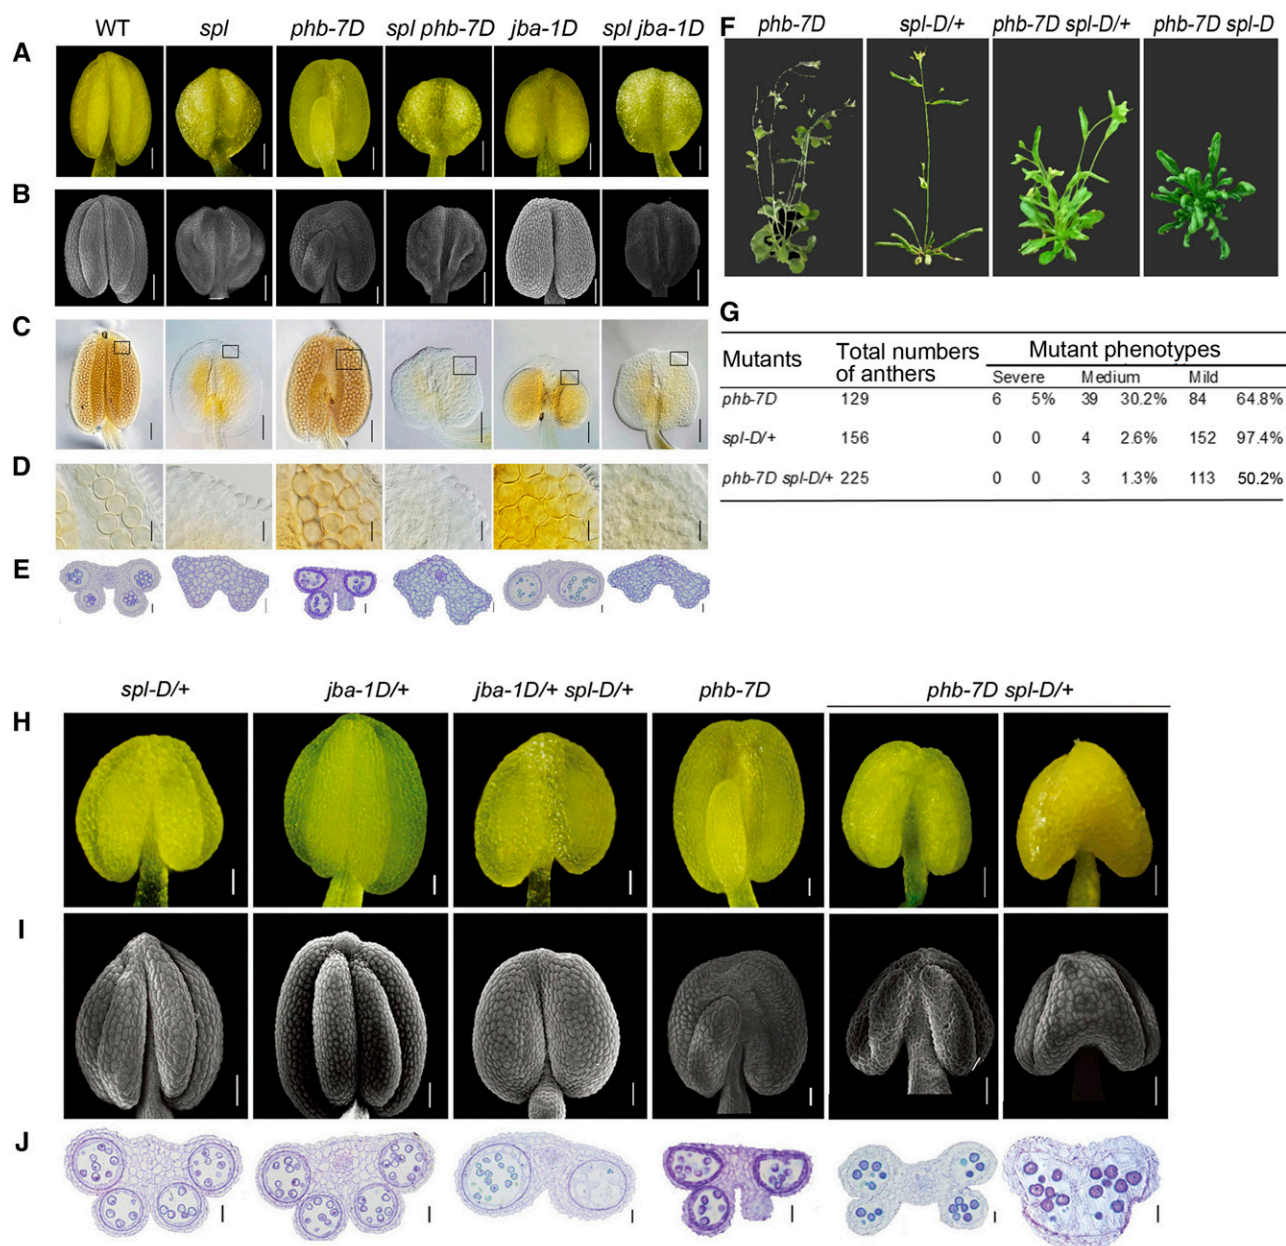 WT spl phb-7D spl phb-7D jba-1D spl jba-1D
A
B
C
D
E
F phb-7D spl-D/+ phb-7D spl-D/+ phb-7D spl-D
G
Mutants Total numbers of anthers Mutant phenotypes
Severe Medium Mild
phb-7D 129 6 5% 39 30.2% 84 64.8%
spl-D/+ 156 0 0 4 2.6% 152 97.4%
phb-7D spl-D/+ 225 0 0 3 1.3% 113 50.2%
spl-D/+ jba-1D/+ jba-1D/+ spl-D/+ phb-7D phb-7D spl-D/+
H
I
J